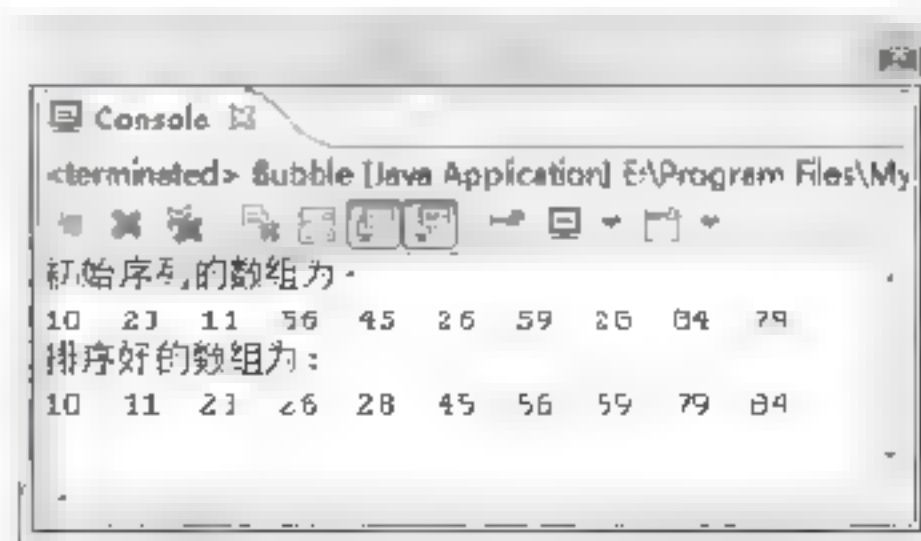 Console
<terminated> Bubble [Java Application] E:\Program Files\My
初始序列的数组为:
10 23 11 56 45 26 59 28 84 79
排序好的数组为:
10 11 23 26 28 45 56 59 79 84